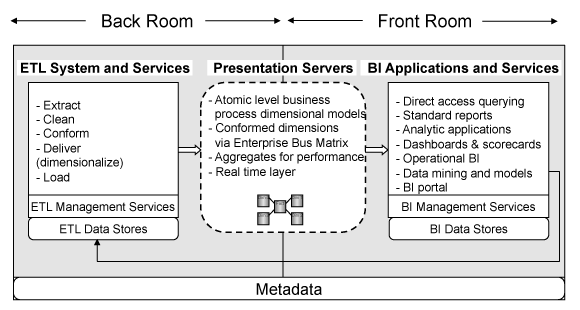 Back Room
Front Room
ETL System and Services
- Extract
- Clean
- Conform
- Deliver
(dimensionalize)
- Load
ETL Management Services
ETL Data Stores
Presentation Servers
- Atomic level business
process dimensional models
- Conformed dimensions
via Enterprise Bus Matrix
- Aggregates for performance
- Real time layer
BI Applications and Services
- Direct access querying
- Standard reports
- Analytic applications
- Dashboards & scorecards
- Operational BI
- Data mining and models
- BI portal
BI Management Services
BI Data Stores
Metadata